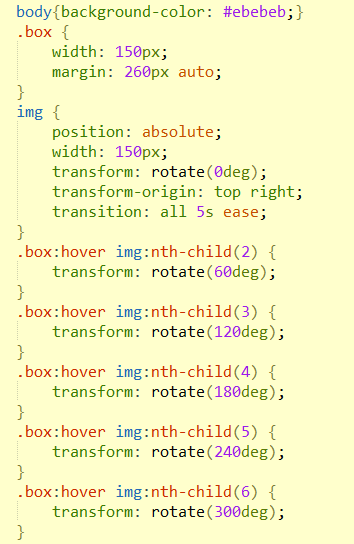 body{background-color: #ebebeb;}
.box {
    width: 150px;
    margin: 260px auto;
}
img {
    position: absolute;
    width: 150px;
    transform: rotate(0deg);
    transform-origin: top right;
    transition: all 5s ease;
}
.box:hover img:nth-child(2) {
    transform: rotate(60deg);
}
.box:hover img:nth-child(3) {
    transform: rotate(120deg);
}
.box:hover img:nth-child(4) {
    transform: rotate(180deg);
}
.box:hover img:nth-child(5) {
    transform: rotate(240deg);
}
.box:hover img:nth-child(6) {
    transform: rotate(300deg);
}